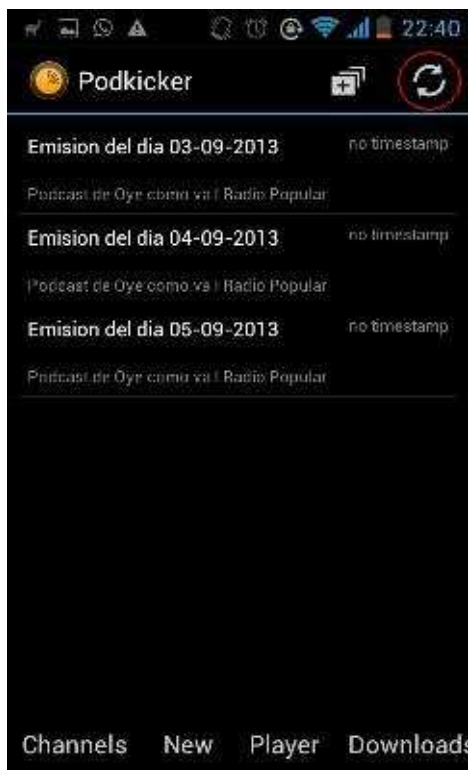 22:40
Podkicker
Emision del dia 03-09-2013
no timestamp
Podcast de Oye como va | Radio Popular
Emision del dia 04-09-2013
no timestamp
Podcast de Oye como va | Radio Popular
Emision del dia 05-09-2013
no timestamp
Podcast de Oye como va | Radio Popular
Channels New Player Downloads